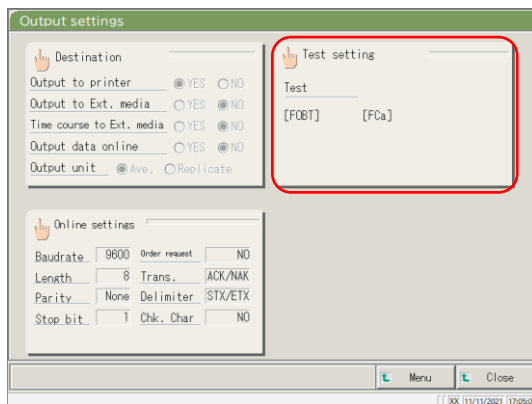 Output settings
Destination
Output to printer YES NO
Output to Ext. media YES NO
Time course to Ext. media YES NO
Output data online YES NO
Output unit Ave. Replicate
Test setting
Test
[FOBT] [FCa]
Online settings
Baudrate 9600 Order request NO
Length 8 Trans. ACK/NAK
Parity None Delimiter STX/ETX
Stop bit 1 Chk. Char NO
Menu Close
XX 11/11/2021